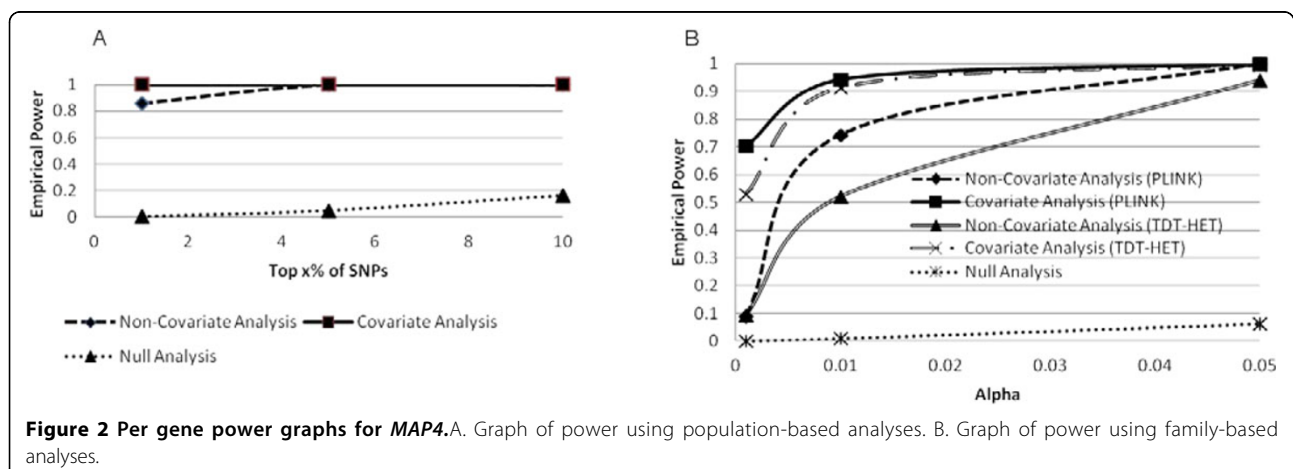 A
Empirical Power
1
0.8
0.6
0.4
0.2
0
0 2 4 6 8 10
Top x% of SNPs
Non-Covariate Analysis Covariate Analysis
Null Analysis
B
Empirical Power
1
0.9
0.8
0.7
0.6
0.5
0.4
0.3
0.2
0.1
0
0 0.01 0.02 0.03 0.04 0.05
Alpha
Non-Covariate Analysis (PLINK)
Covariate Analysis (PLINK)
Non-Covariate Analysis (TDT-HET)
Covariate Analysis (TDT-HET)
Null Analysis
Figure 2 Per gene power graphs for MAP4.A. Graph of power using population-based analyses. B. Graph of power using family-based
analyses.